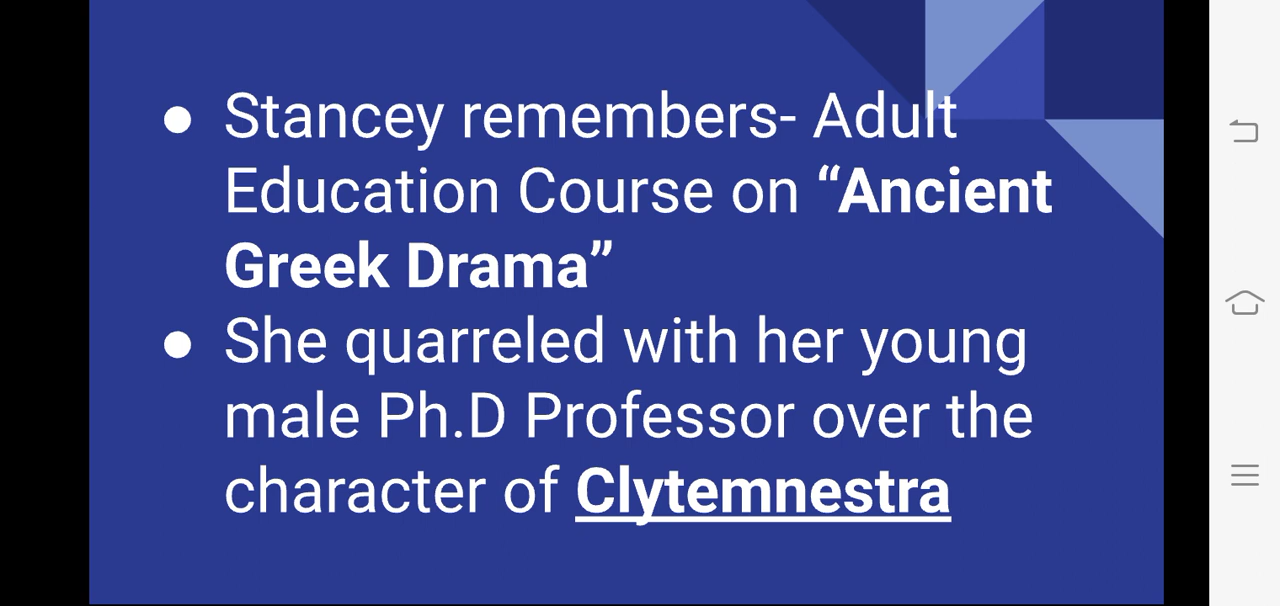 ● Stancey remembers- Adult
Education Course on “Ancient
Greek Drama”
● She quarreled with her young
male Ph.D Professor over the
character of Clytemnestra